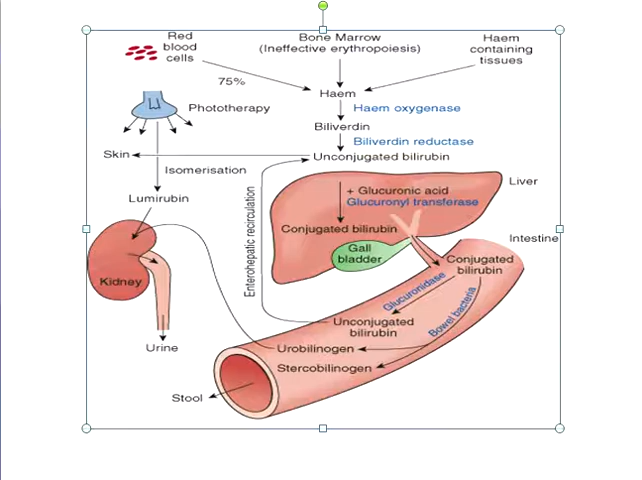 Red
blood
cells
Bone Marrow
(Ineffective erythropoiesis)
Haem
containing
tissues
75%
Haem
Haem oxygenase
Phototherapy
Biliverdin
Biliverdin reductase
Skin
Unconjugated bilirubin
Isomerisation
Liver
Lumirubin
+ Glucuronic acid
Glucuronyl transferase
Enterohepatic recirculation
Conjugated bilirubin
Gall
bladder
Intestine
Conjugated
bilirubin
Kidney
Glucuronidase
Bowel bacteria
Unconjugated
bilirubin
Urine
Urobilinogen
Stercobilinogen
Stool